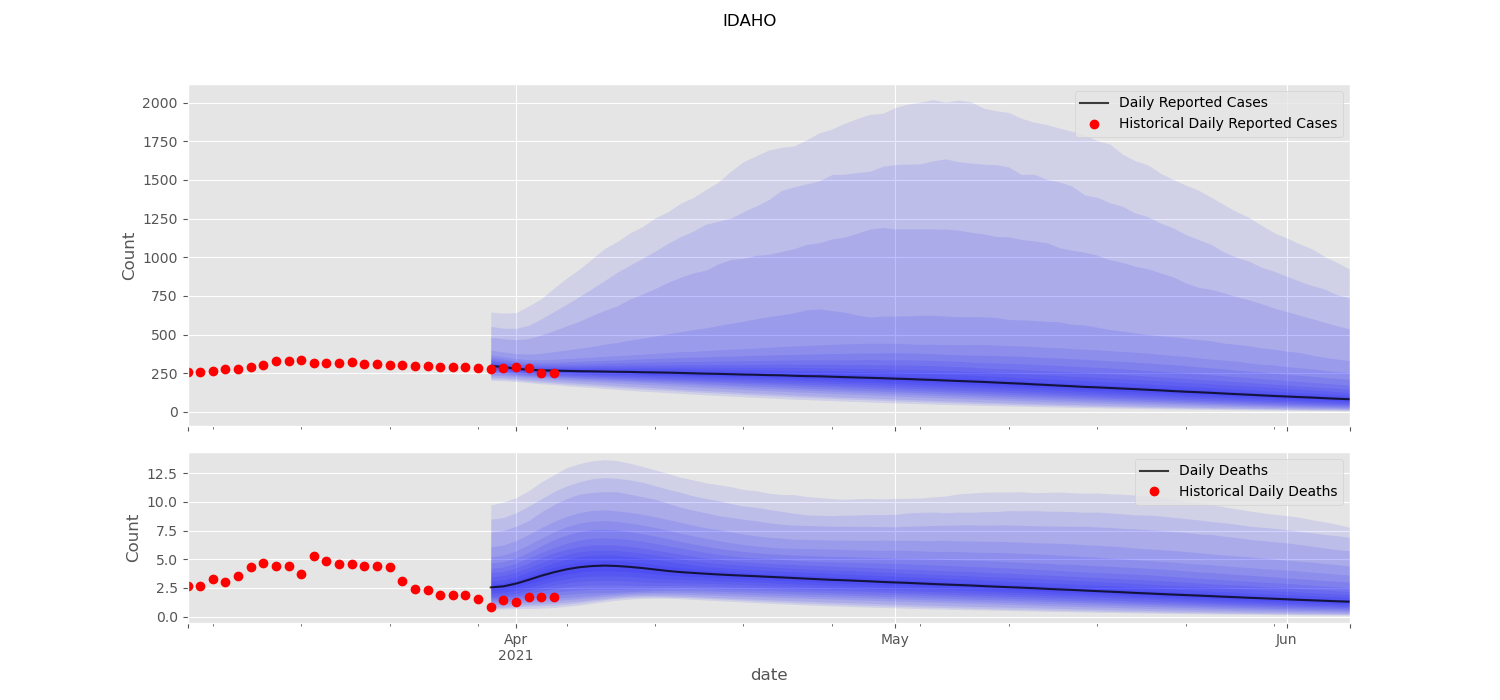 IDAHO
Daily Reported Cases
Historical Daily Reported Cases
2000
1750
1500
1250
1000
750
500
250
0
Count
Daily Deaths
Historical Daily Deaths
12.5
10.0
7.5
5.0
2.5
0.0
Count
Apr
2021
May
Jun
date